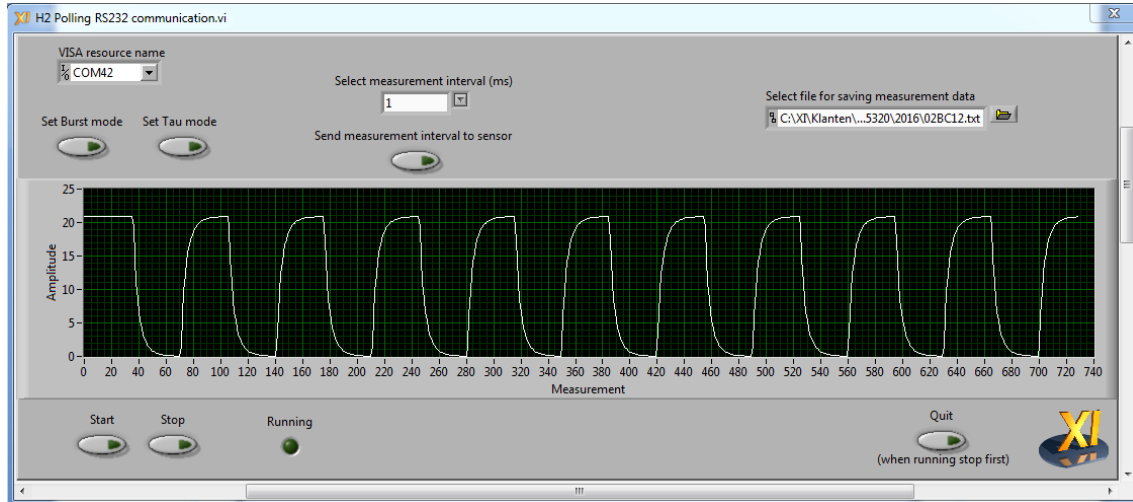 H2 Polling RS232 communication.vi
VISA resource name
COM42
Select measurement interval (ms)
1
Select file for saving measurement data
C:\XI\Klanten\...5320\2016\02BC12.txt
Set Burst mode Set Tau mode
Send measurement interval to sensor
25
20
15
10
5
0
Amplitude
0 20 40 60 80 100 120 140 160 180 200 220 240 260 280 300 320 340 360 380 400 420 440 460 480 500 520 540 560 580 600 620 640 660 680 700 720 740
Measurement
Start Stop Running Quit
(when running stop first)
XI